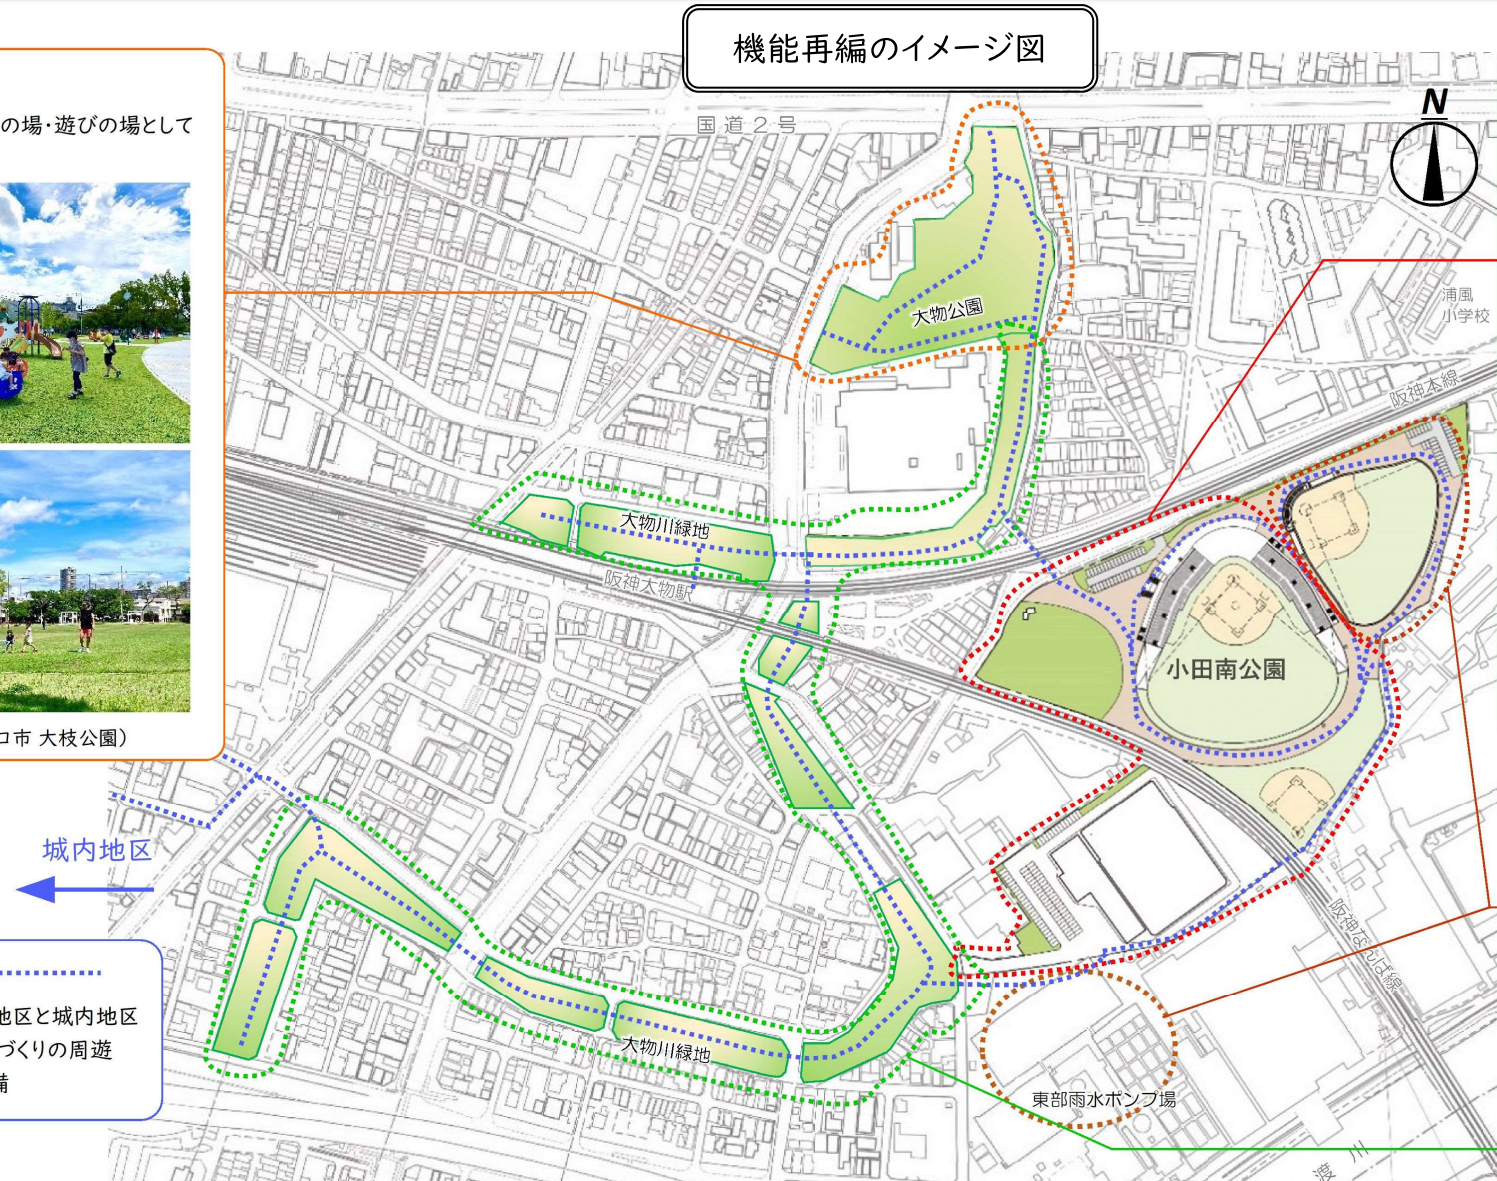 機能再編のイメージ図
N
の場・遊びの場として
国道2号
浦風
小学校
大物公園
阪神本線
大物川緑地
阪神大物駅
小田南公園
口市 大枝公園）
城内地区
阪神なんば線
地区と城内地区
づくりの周遊
備
大物川緑地
東部雨水ポンプ場
渡川